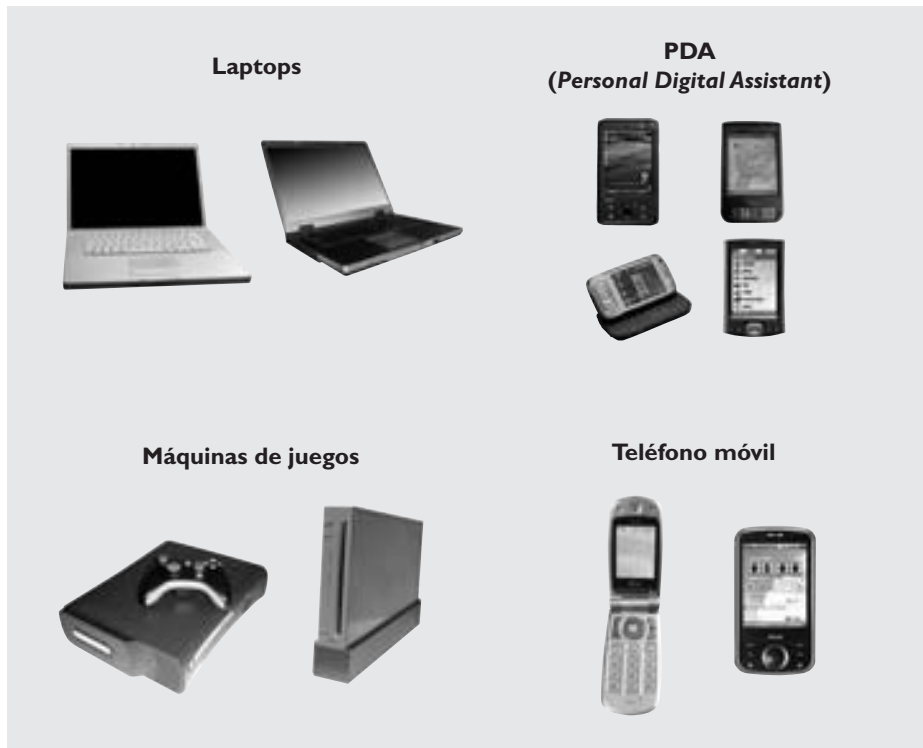 Laptops
PDA
(Personal Digital Assistant)
Máquinas de juegos
Teléfono móvil